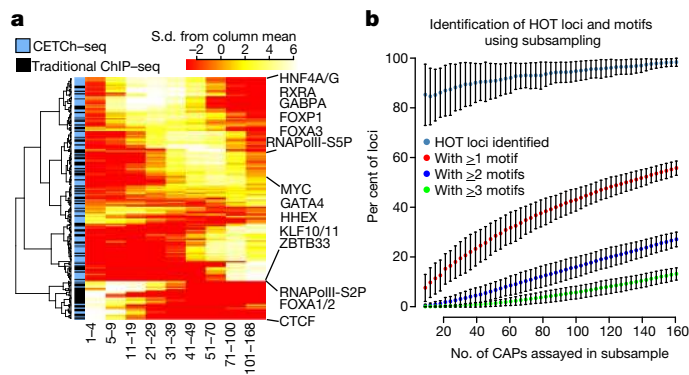 a
CETCh–seq
Traditional ChIP–seq
S.d. from column mean
−2 0 2 4 6
HNF4A/G
RXRA
GABPA
FOXP1
FOXA3
RNAPolII-S5P
MYC
GATA4
HHEX
KLF10/11
ZBTB33
RNAPolII-S2P
FOXA1/2
CTCF
1–4
5–9
11–19
21–29
31–39
41–49
51–70
71–100
101–168
b
Identification of HOT loci and motifs
using subsampling
Per cent of loci
100
80
60
40
20
0
HOT loci identified
With ≥1 motif
With ≥2 motifs
With ≥3 motifs
20 40 60 80 100 120 140 160
No. of CAPs assayed in subsample